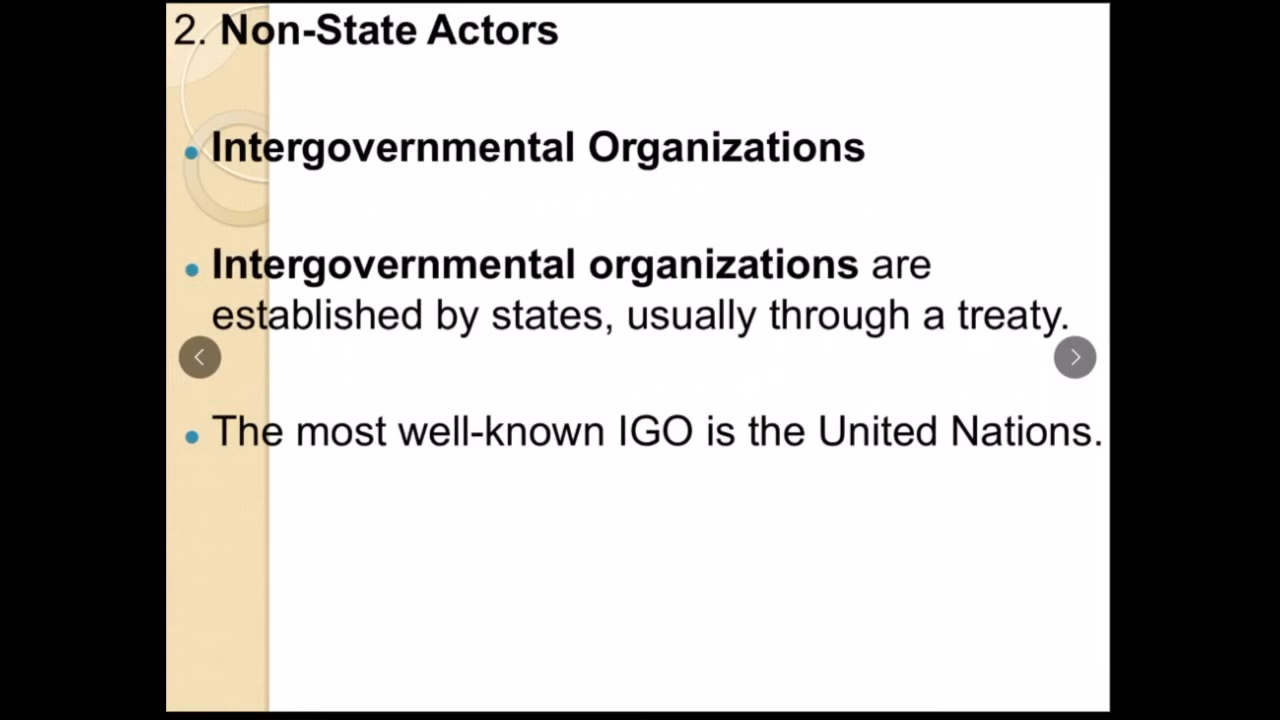 2. Non-State Actors
• Intergovernmental Organizations
• Intergovernmental organizations are
established by states, usually through a treaty.
• The most well-known IGO is the United Nations.